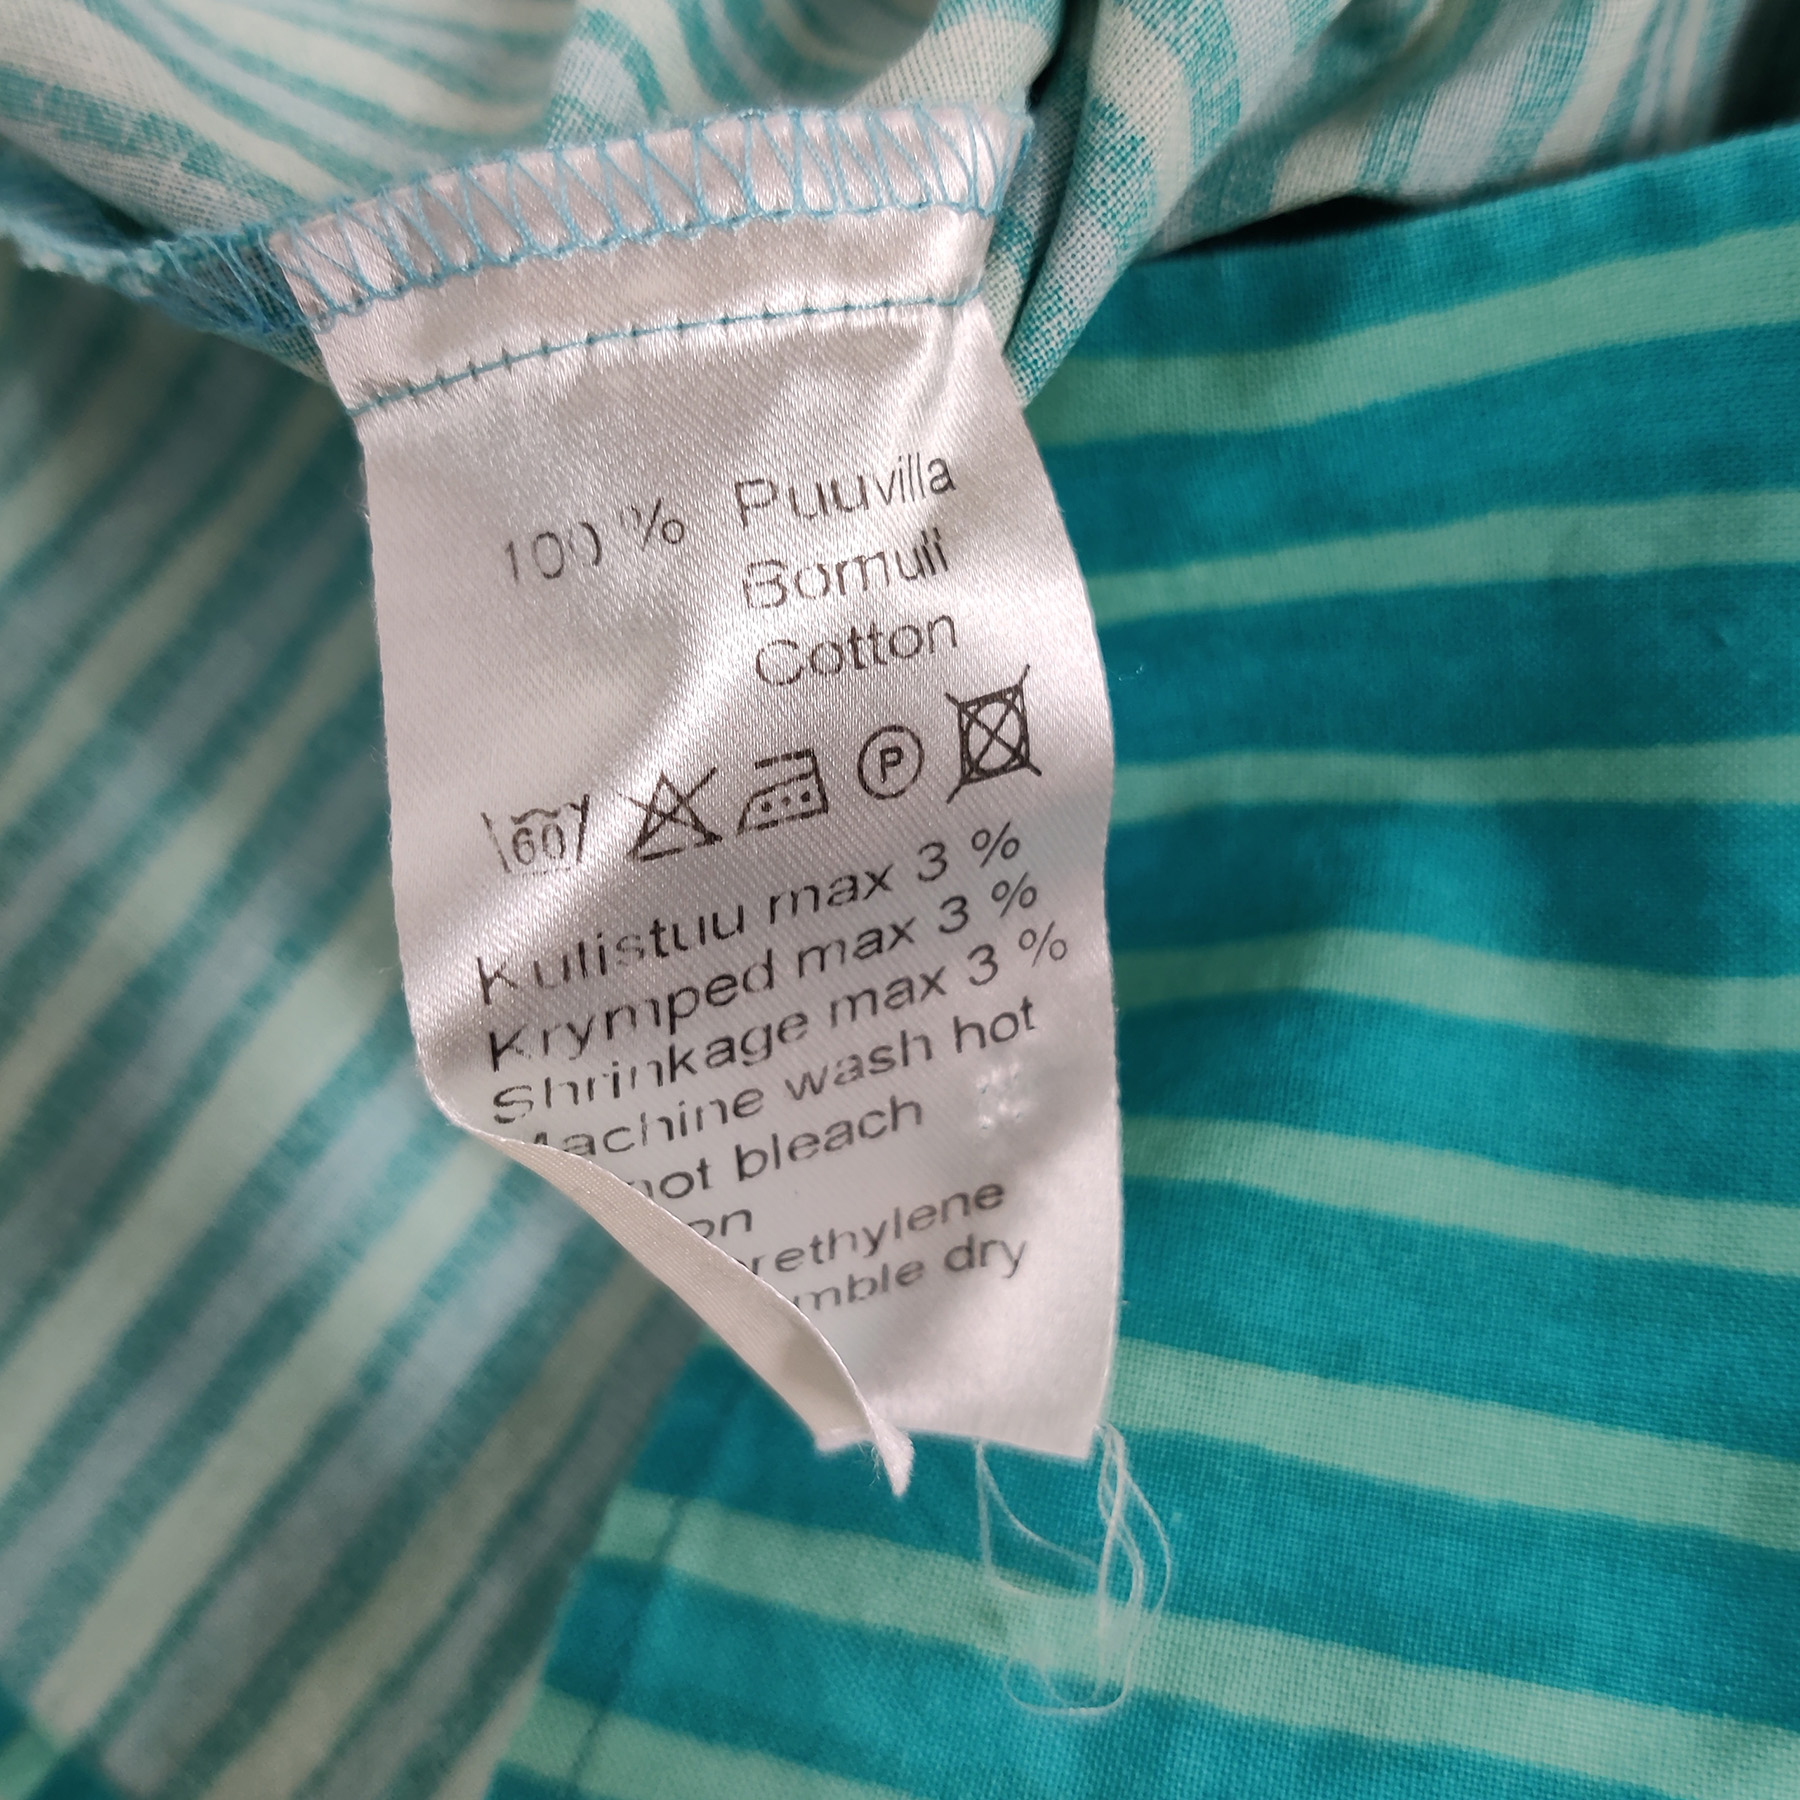 100 % Puuvilla
Bomull
Cotton
60 P
Kutistuu max 3 %
Krymped max 3 %
Shrinkage max 3 %
Machine wash hot
not bleach
on
rethylene
umble dry